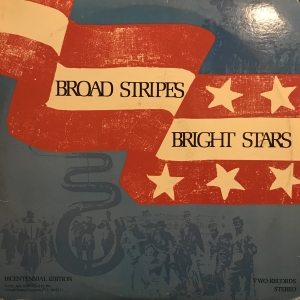 BROAD STRIPES
BRIGHT STARS
BICENTENNIAL EDITION
TWO RECORDS
STEREO